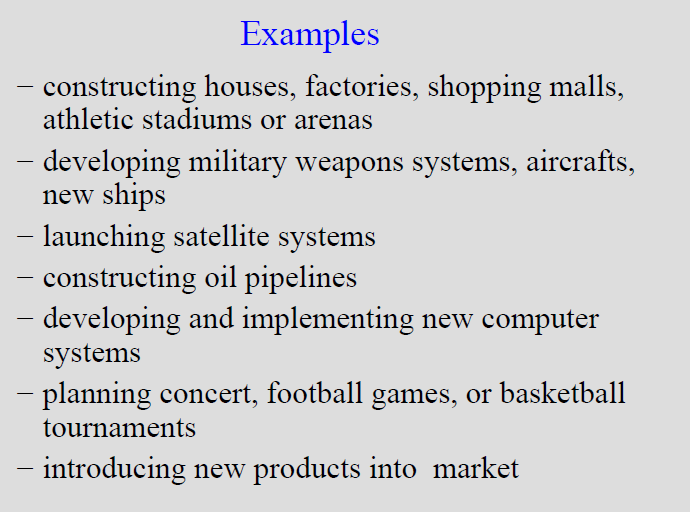 Examples
– constructing houses, factories, shopping malls,
athletic stadiums or arenas
– developing military weapons systems, aircrafts,
new ships
– launching satellite systems
– constructing oil pipelines
– developing and implementing new computer
systems
– planning concert, football games, or basketball
tournaments
– introducing new products into  market